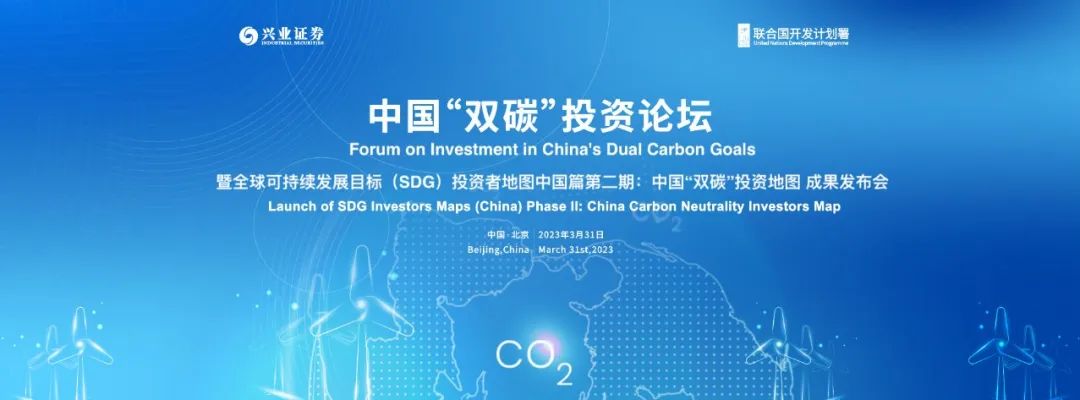 兴业证券
INDUSTRIAL SECURITIES
联合国开发计划署
United Nations Development Programme
中国“双碳”投资论坛
Forum on Investment in China's Dual Carbon Goals
暨全球可持续发展目标（SDG）投资者地图中国篇第二期：中国“双碳”投资地图 成果发布会
Launch of SDG Investors Maps (China) Phase II: China Carbon Neutrality Investors Map
中国·北京 2023年3月31日
Beijing,China March 31st,2023
CO2
CO2